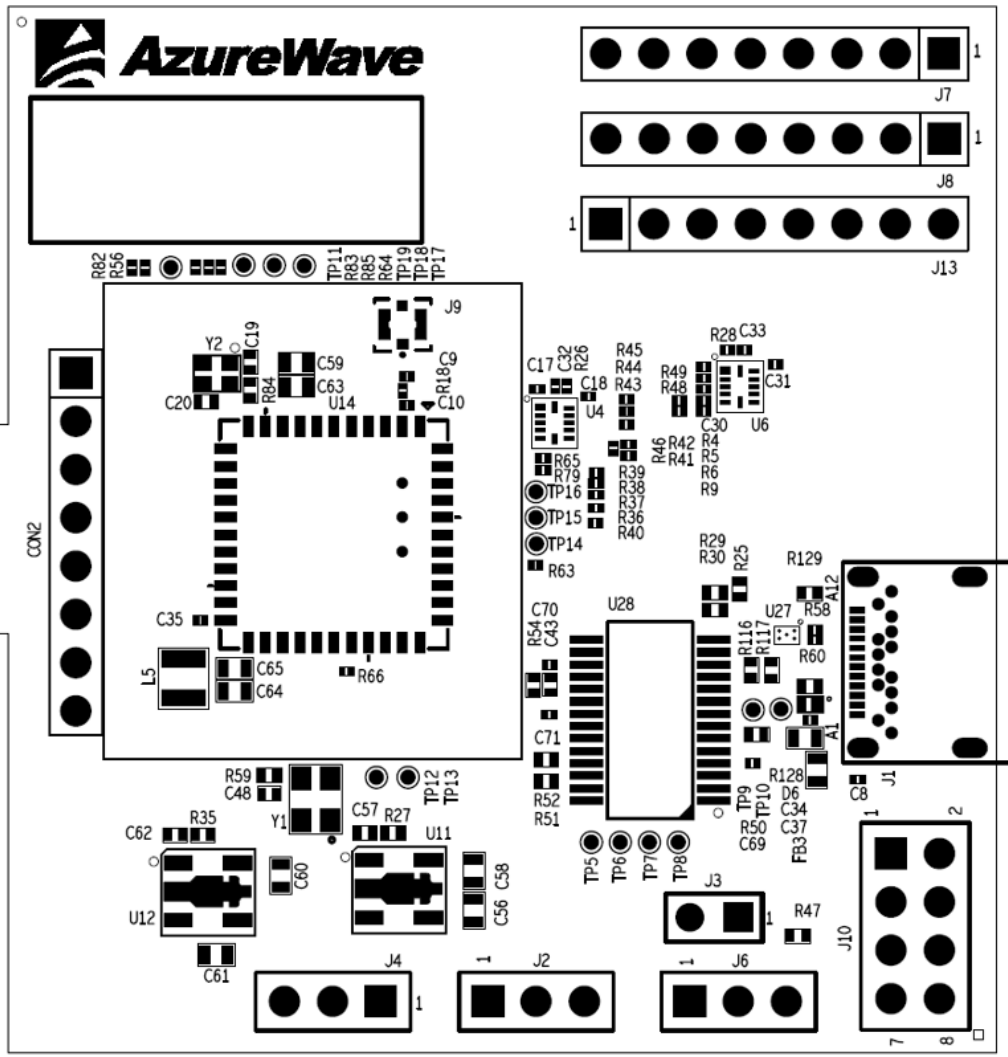 AzureWave
1
J7
1
J8
1
J13
R82
R56
TP11
R83
R85
R64
TP19
TP18
TP17
J9
Y2
C19
C59
C63
C9
R18
C10
C20
R84
U14
C17
C32
R26
C18
U4
R45
R44
R43
R28
C33
R49
R48
C31
C30
U6
R46
R42
R41
R4
R5
R6
R9
R65
R79
TP16
TP15
TP14
R63
R39
R38
R37
R36
R40
CON2
R29
R30
R25
R129
A12
U27
R58
R116
R117
R60
U28
C70
R54
C43
C35
L5
C65
C64
R66
C71
R52
R51
A1
J1
R128
D6
C34
C37
FB3
C8
TP9
TP10
R50
C69
R59
C48
Y1
TP12
TP13
C62
R35
C57
R27
U11
C60
C58
C56
U12
C61
TP5
TP6
TP7
TP8
J3
1
R47
1
2
J10
7
8
J4
1
1
J2
1
J6